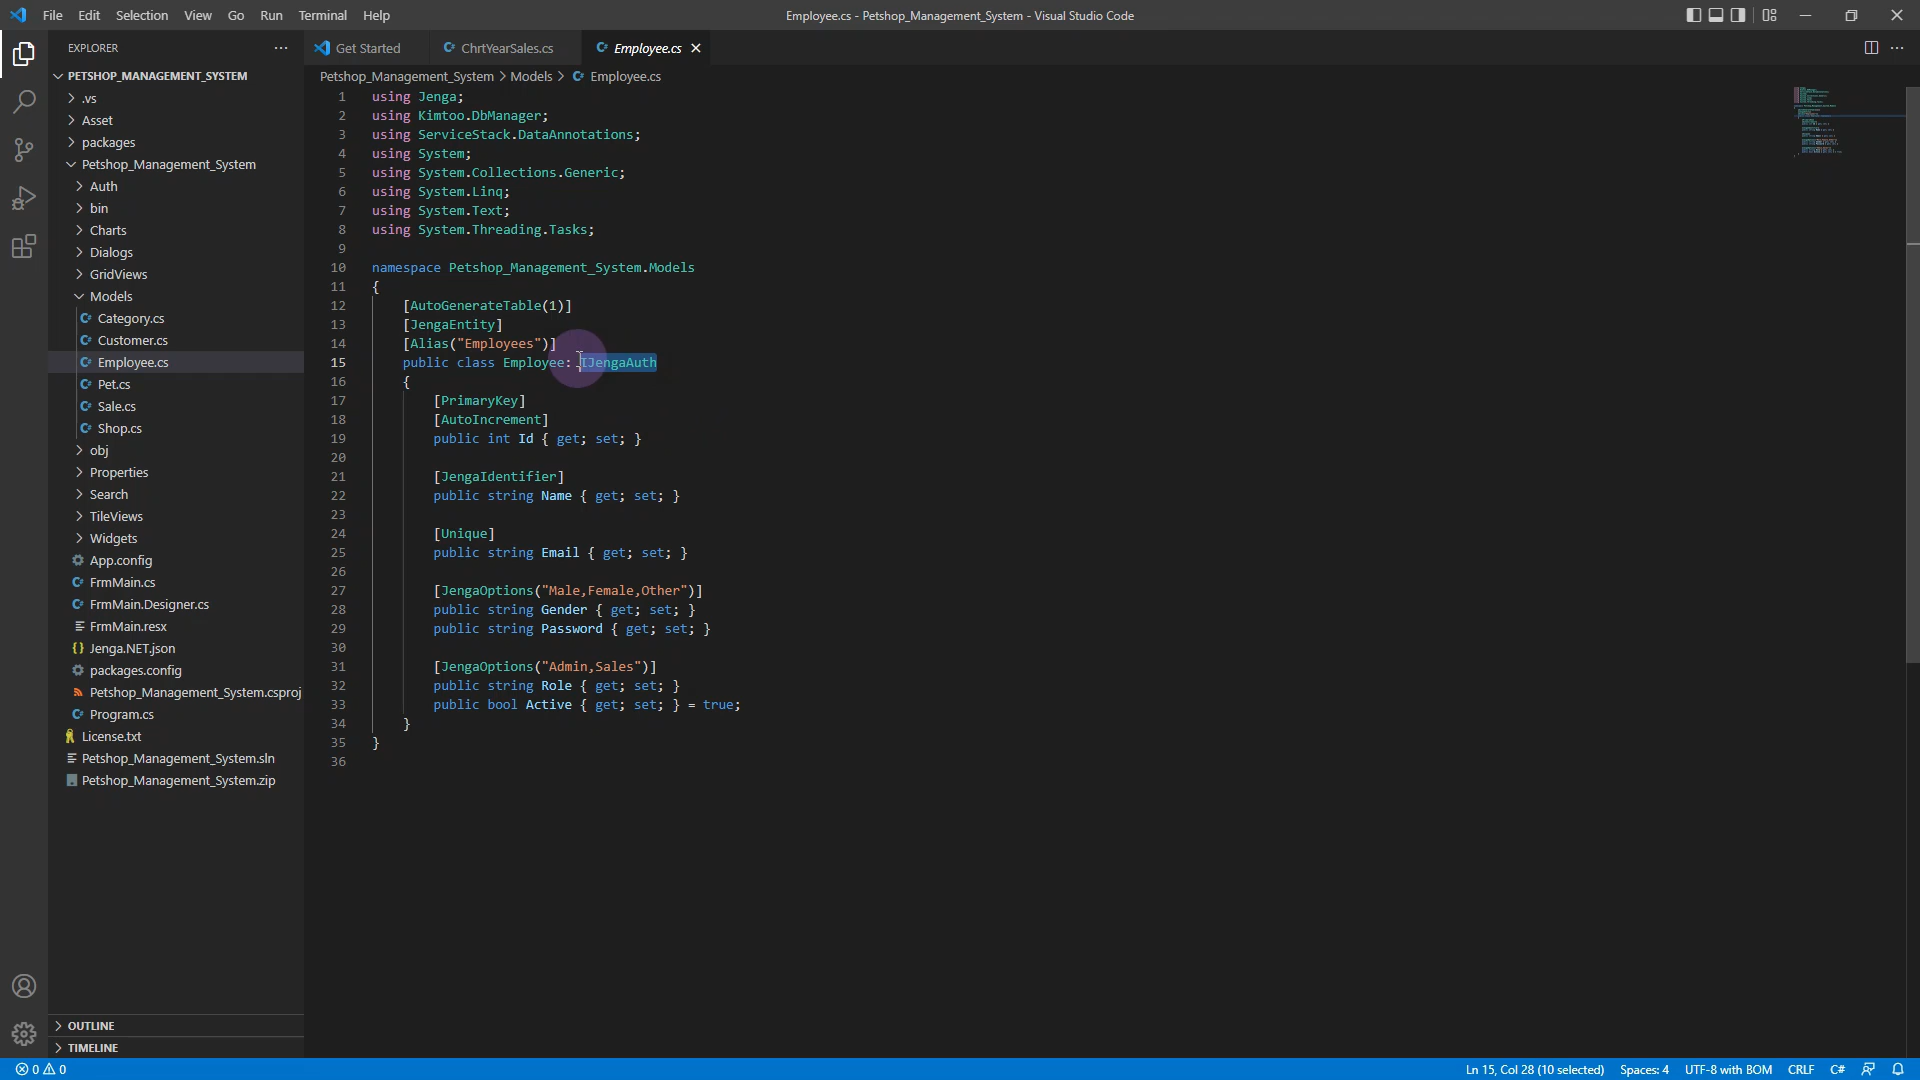 File Edit Selection View Go Run Terminal Help
Employee.cs - Petshop_Management_System - Visual Studio Code
EXPLORER
PETSHOP_MANAGEMENT_SYSTEM
.vs
Asset
packages
Petshop_Management_System
Auth
bin
Charts
Dialogs
GridViews
Models
Category.cs
Customer.cs
Employee.cs
Pet.cs
Sale.cs
Shop.cs
obj
Properties
Search
TileViews
Widgets
App.config
FrmMain.cs
FrmMain.Designer.cs
FrmMain.resx
Jenga.NET.json
packages.config
Petshop_Management_System.csproj
Program.cs
License.txt
Petshop_Management_System.sln
Petshop_Management_System.zip
OUTLINE
TIMELINE
Get Started
ChrtYearSales.cs
Employee.cs
Petshop_Management_System > Models > Employee.cs
1 using Jenga;
2 using Kimtoo.DbManager;
3 using ServiceStack.DataAnnotations;
4 using System;
5 using System.Collections.Generic;
6 using System.Linq;
7 using System.Text;
8 using System.Threading.Tasks;
9
10 namespace Petshop_Management_System.Models
11 {
12 [AutoGenerateTable(1)]
13 [JengaEntity]
14 [Alias("Employees")]
15 public class Employee: IJengaAuth
16 {
17 [PrimaryKey]
18 [AutoIncrement]
19 public int Id { get; set; }
20
21 [JengaIdentifier]
22 public string Name { get; set; }
23
24 [Unique]
25 public string Email { get; set; }
26
27 [JengaOptions("Male,Female,Other")]
28 public string Gender { get; set; }
29 public string Password { get; set; }
30
31 [JengaOptions("Admin,Sales")]
32 public string Role { get; set; }
33 public bool Active { get; set; } = true;
34 }
35 }
36
0 0
Ln 15, Col 28 (10 selected) Spaces: 4 UTF-8 with BOM CRLF C#